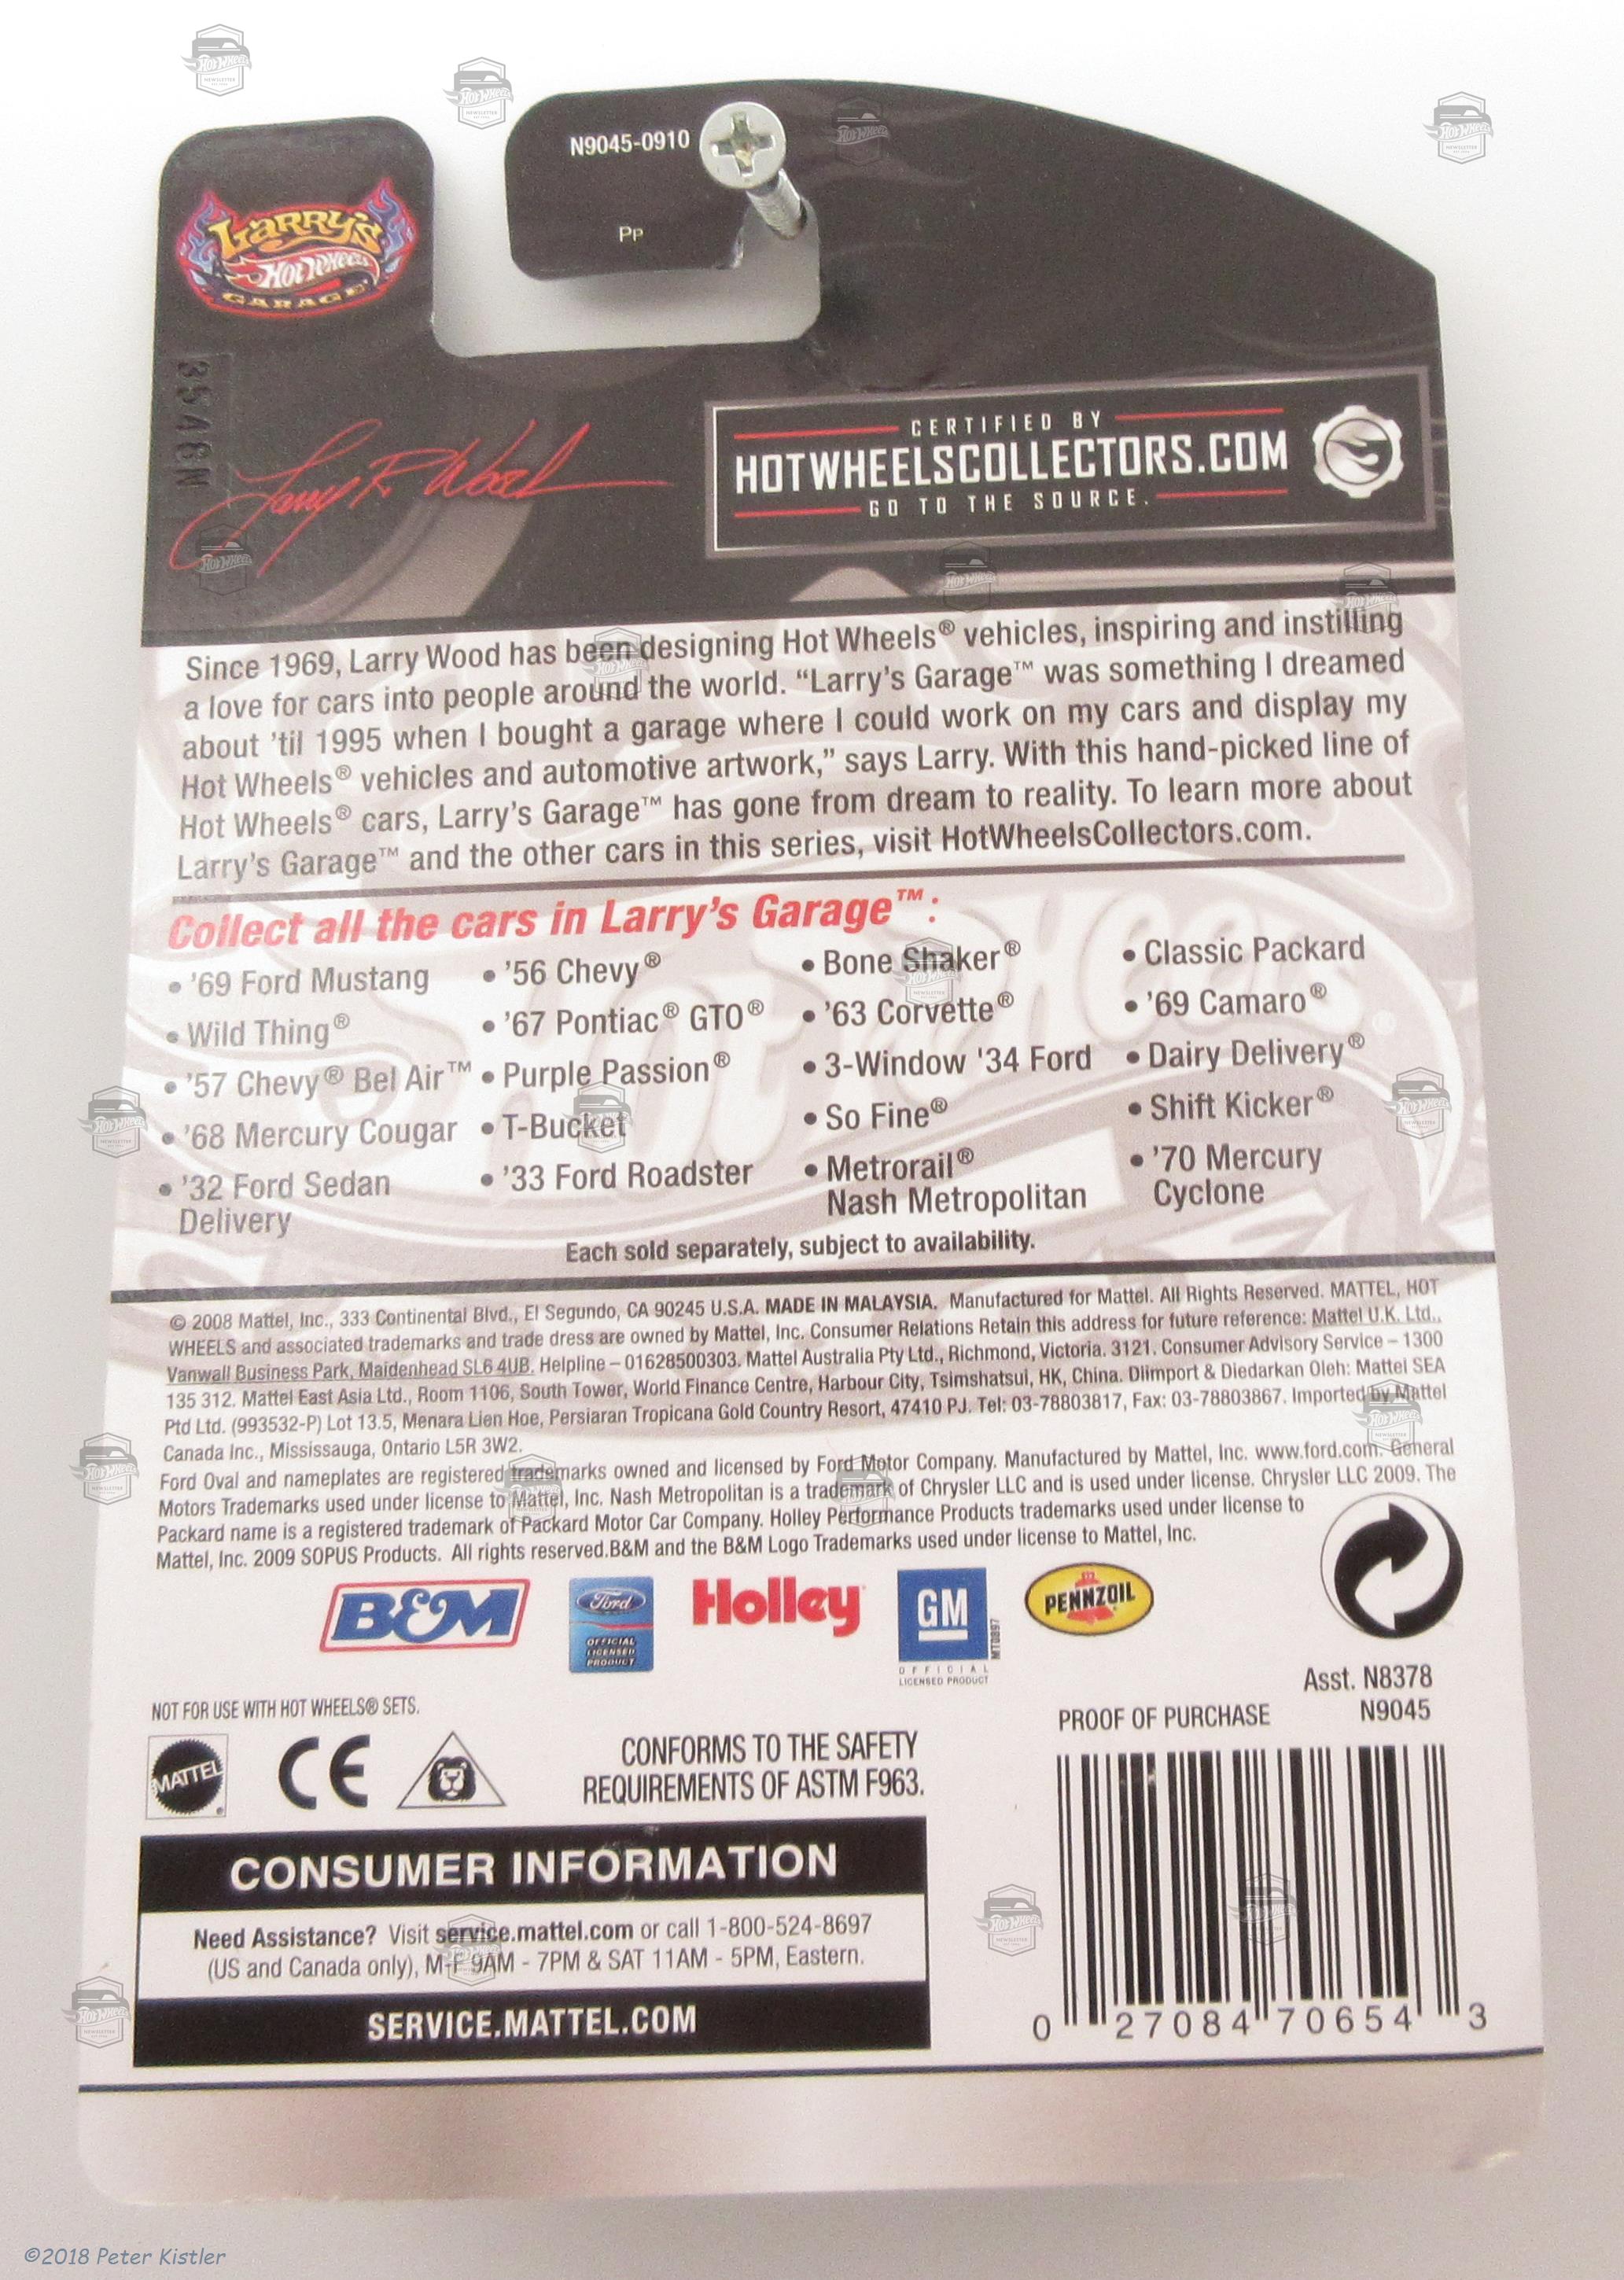 N9045-0910
Pp
LARRY'S
Hot Wheels
GARAGE
35A6N
Larry R Wood
CERTIFIED BY
HOTWHEELSCOLLECTORS.COM
GO TO THE SOURCE.
Since 1969, Larry Wood has been designing Hot Wheels® vehicles, inspiring and instilling
a love for cars into people around the world. “Larry’s Garage™ was something I dreamed
about ’til 1995 when I bought a garage where I could work on my cars and display my
Hot Wheels® vehicles and automotive artwork,” says Larry. With this hand-picked line of
Hot Wheels® cars, Larry’s Garage™ has gone from dream to reality. To learn more about
Larry’s Garage™ and the other cars in this series, visit HotWheelsCollectors.com.
Collect all the cars in Larry’s Garage™:
• ’69 Ford Mustang
• Wild Thing®
• ’57 Chevy® Bel Air™
• ’68 Mercury Cougar
• ’32 Ford Sedan
Delivery
• ’56 Chevy®
• ’67 Pontiac® GTO®
• Purple Passion®
• T-Bucket
• ’33 Ford Roadster
• Bone Shaker®
• ’63 Corvette®
• 3-Window '34 Ford
• So Fine®
• Metrorail®
Nash Metropolitan
• Classic Packard
• ’69 Camaro®
• Dairy Delivery®
• Shift Kicker®
• ’70 Mercury
Cyclone
Each sold separately, subject to availability.
© 2008 Mattel, Inc., 333 Continental Blvd., El Segundo, CA 90245 U.S.A. MADE IN MALAYSIA. Manufactured for Mattel. All Rights Reserved. MATTEL, HOT
WHEELS and associated trademarks and trade dress are owned by Mattel, Inc. Consumer Relations Retain this address for future reference: Mattel U.K. Ltd.,
Vanwall Business Park, Maidenhead SL6 4UB. Helpline – 01628500303. Mattel Australia Pty Ltd., Richmond, Victoria. 3121. Consumer Advisory Service – 1300
135 312. Mattel East Asia Ltd., Room 1106, South Tower, World Finance Centre, Harbour City, Tsimshatsui, HK, China. DIimport & Diedarkan Oleh: Mattel SEA
Ptd Ltd. (993532-P) Lot 13.5, Menara Lien Hoe, Persiaran Tropicana Gold Country Resort, 47410 PJ. Tel: 03-78803817, Fax: 03-78803867. Imported by Mattel
Canada Inc., Mississauga, Ontario L5R 3W2.
Ford Oval and nameplates are registered trademarks owned and licensed by Ford Motor Company. Manufactured by Mattel, Inc. www.ford.com. General
Motors Trademarks used under license to Mattel, Inc. Nash Metropolitan is a trademark of Chrysler LLC and is used under license. Chrysler LLC 2009. The
Packard name is a registered trademark of Packard Motor Car Company. Holley Performance Products trademarks used under license to
Mattel, Inc. 2009 SOPUS Products. All rights reserved.B&M and the B&M Logo Trademarks used under license to Mattel, Inc.
B&M
Ford
OFFICIAL
LICENSED
PRODUCT
Holley
GM
MT0897
OFFICIAL
LICENSED PRODUCT
PENNZOIL
Asst. N8378
N9045
PROOF OF PURCHASE
NOT FOR USE WITH HOT WHEELS® SETS.
MATTEL
CE
CONFORMS TO THE SAFETY
REQUIREMENTS OF ASTM F963.
CONSUMER INFORMATION
Need Assistance? Visit service.mattel.com or call 1-800-524-8697
(US and Canada only), M-F 9AM - 7PM & SAT 11AM - 5PM, Eastern.
SERVICE.MATTEL.COM
0 27084 70654 3
©2018 Peter Kistler